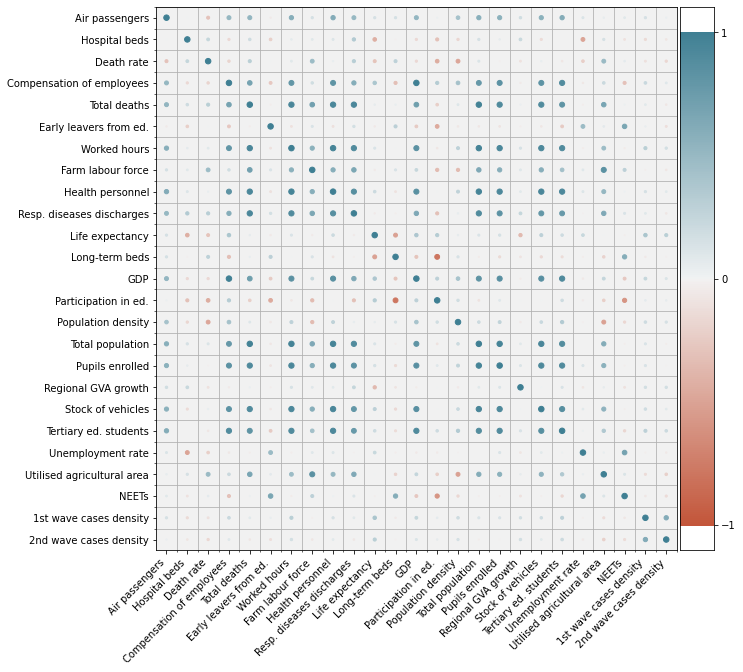 Air passengers
Hospital beds
Death rate
Compensation of employees
Total deaths
Early leavers from ed.
Worked hours
Farm labour force
Health personnel
Resp. diseases discharges
Life expectancy
Long-term beds
GDP
Participation in ed.
Population density
Total population
Pupils enrolled
Regional GVA growth
Stock of vehicles
Tertiary ed. students
Unemployment rate
Utilised agricultural area
NEETs
1st wave cases density
2nd wave cases density
1
0
−1
Air passengers
Hospital beds
Death rate
Compensation of employees
Total deaths
Early leavers from ed.
Worked hours
Farm labour force
Health personnel
Resp. diseases discharges
Life expectancy
Long-term beds
GDP
Participation in ed.
Population density
Total population
Pupils enrolled
Regional GVA growth
Stock of vehicles
Tertiary ed. students
Unemployment rate
Utilised agricultural area
NEETs
1st wave cases density
2nd wave cases density